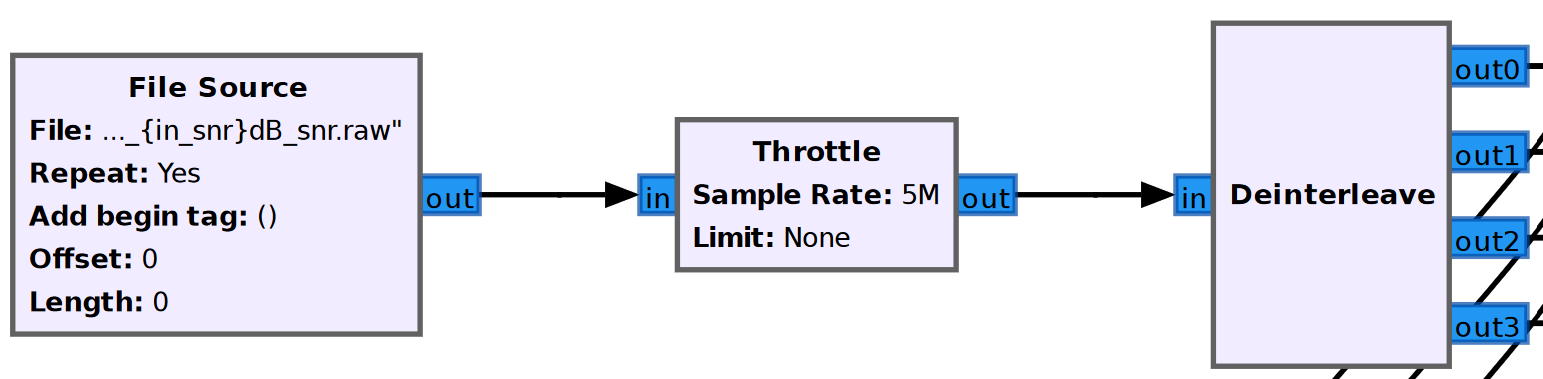 File Source
File: ..._{in_snr}dB_snr.raw"
Repeat: Yes
Add begin tag: ()
Offset: 0
Length: 0
out
in
Throttle
Sample Rate: 5M
Limit: None
out
in
Deinterleave
out0
out1
out2
out3